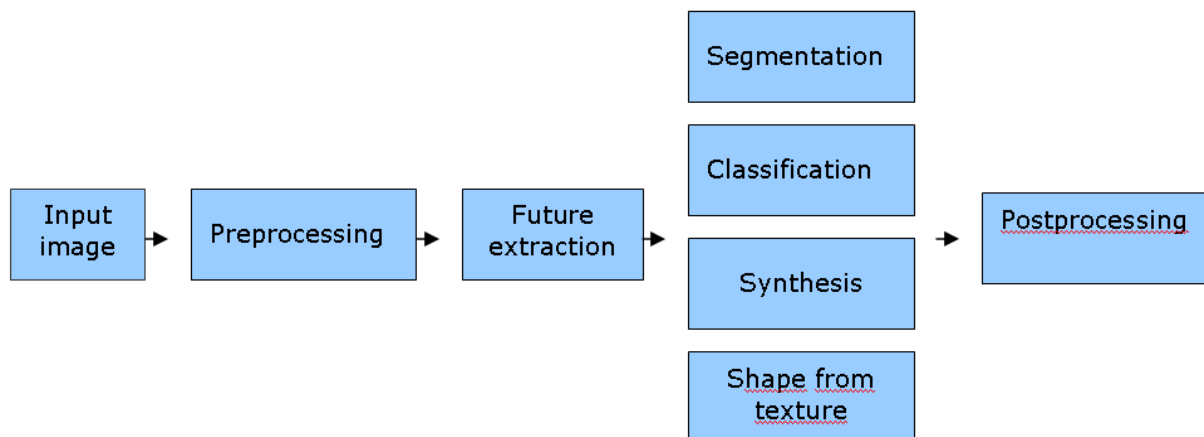 Input
image
Preprocessing
Future
extraction
Segmentation
Classification
Synthesis
Shape from
texture
Postprocessing